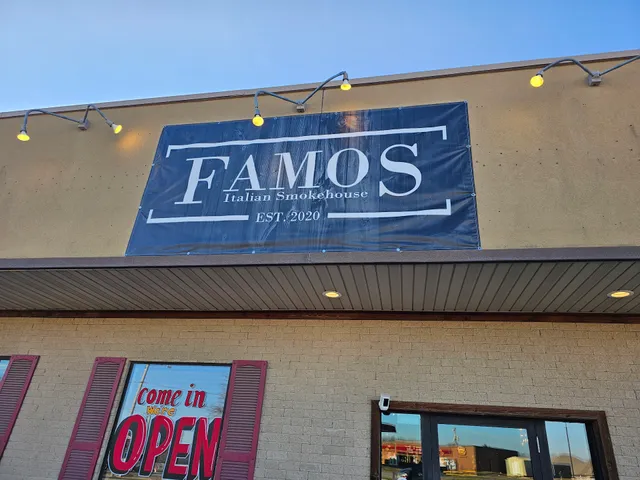 FAMOS
Italian Smokehouse
EST. 2020
come in
We're
OPEN